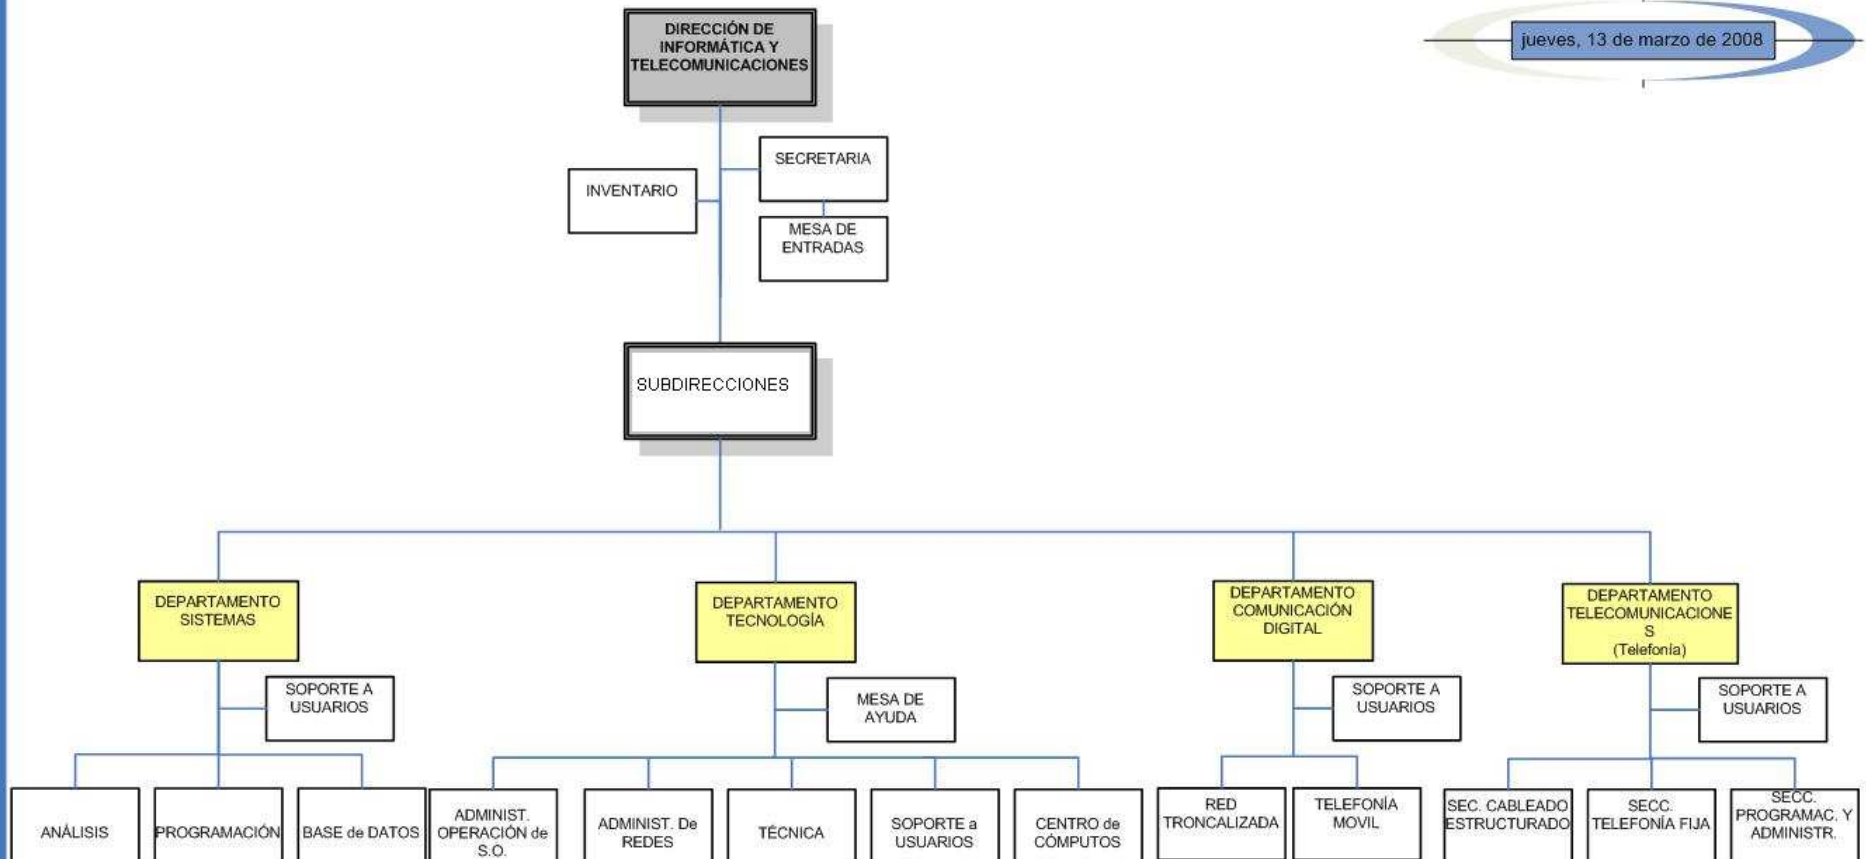 DIRECCIÓN DE
INFORMÁTICA Y
TELECOMUNICACIONES
jueves, 13 de marzo de 2008
SECRETARIA
INVENTARIO
MESA DE
ENTRADAS
SUBDIRECCIONES
DEPARTAMENTO
SISTEMAS
DEPARTAMENTO
TECNOLOGÍA
DEPARTAMENTO
COMUNICACIÓN
DIGITAL
DEPARTAMENTO
TELECOMUNICACIONE
S
(Telefonía)
SOPORTE A
USUARIOS
MESA DE
AYUDA
SOPORTE A
USUARIOS
SOPORTE A
USUARIOS
ANÁLISIS
PROGRAMACIÓN
BASE de DATOS
ADMINIST.
OPERACIÓN de
S.O.
ADMINIST. De
REDES
TÉCNICA
SOPORTE a
USUARIOS
CENTRO de
CÓMPUTOS
RED
TRONCALIZADA
TELEFONÍA
MOVIL
SEC. CABLEADO
ESTRUCTURADO
SECC.
TELEFONÍA FIJA
SECC.
PROGRAMAC. Y
ADMINISTR.